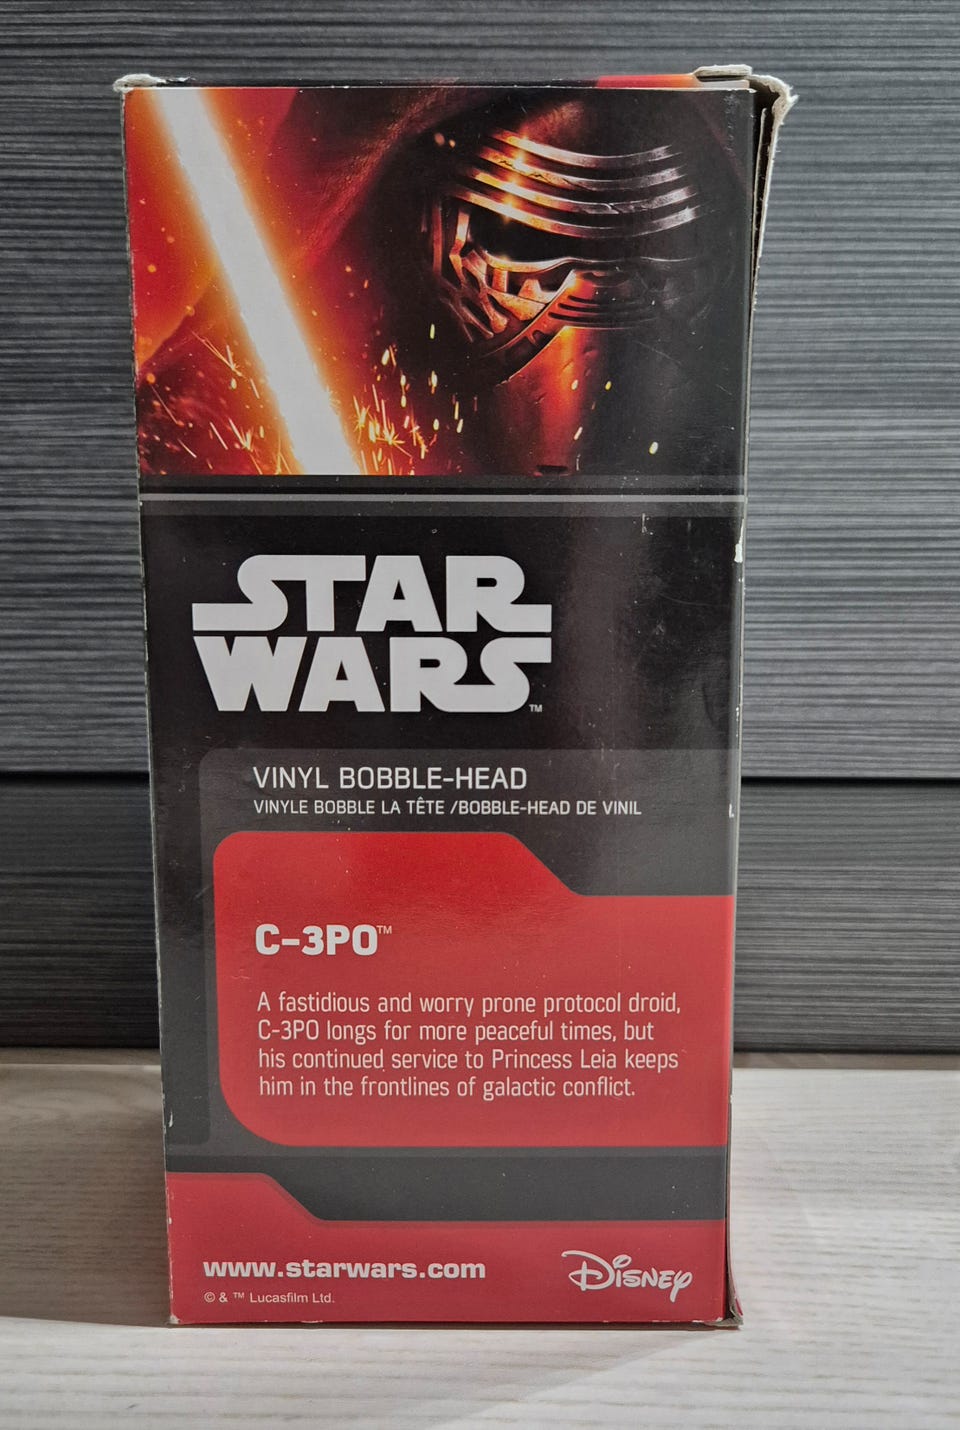 STAR
WARS™
VINYL BOBBLE-HEAD
VINYLE BOBBLE LA TÊTE /BOBBLE-HEAD DE VINIL
C-3PO™
A fastidious and worry prone protocol droid,
C-3PO longs for more peaceful times, but
his continued service to Princess Leia keeps
him in the frontlines of galactic conflict.
www.starwars.com
© & ™ Lucasfilm Ltd.
Disney